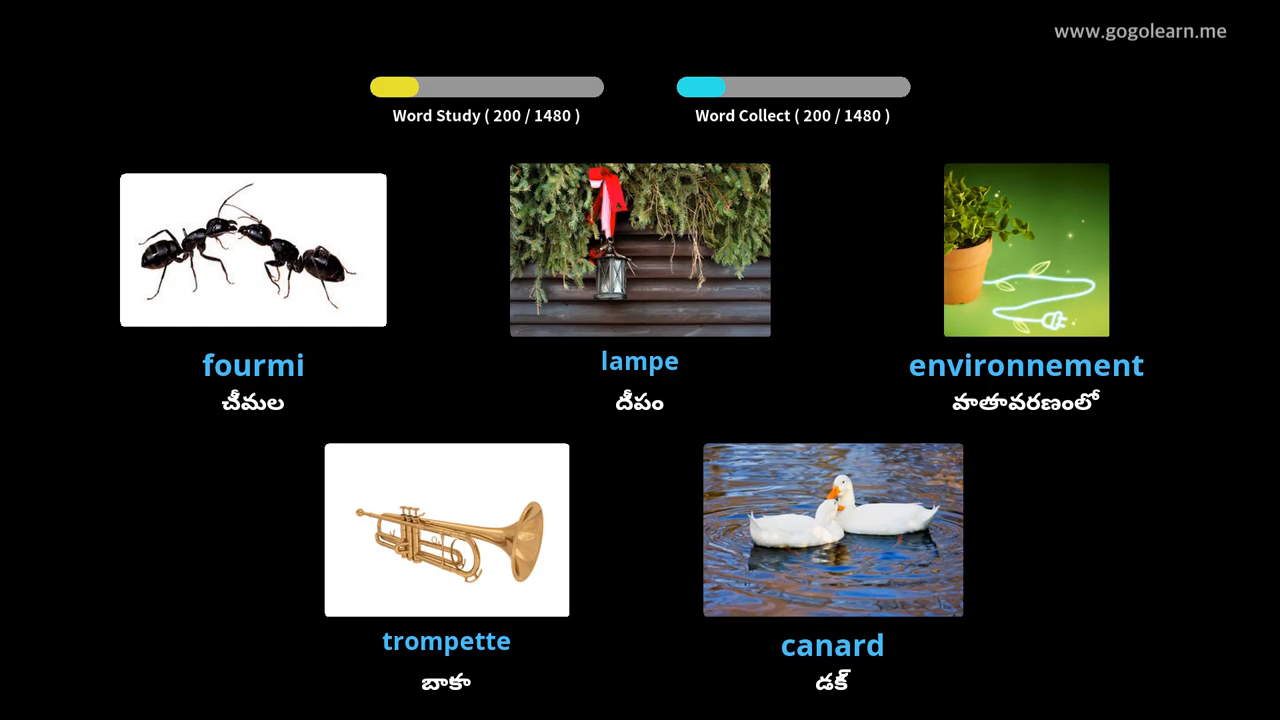 www.gogolearn.me
Word Study ( 200 / 1480 )
Word Collect ( 200 / 1480 )
fourmi
చీమల
lampe
దీపం
environnement
వాతావరణంలో
trompette
బాకా
canard
డక్